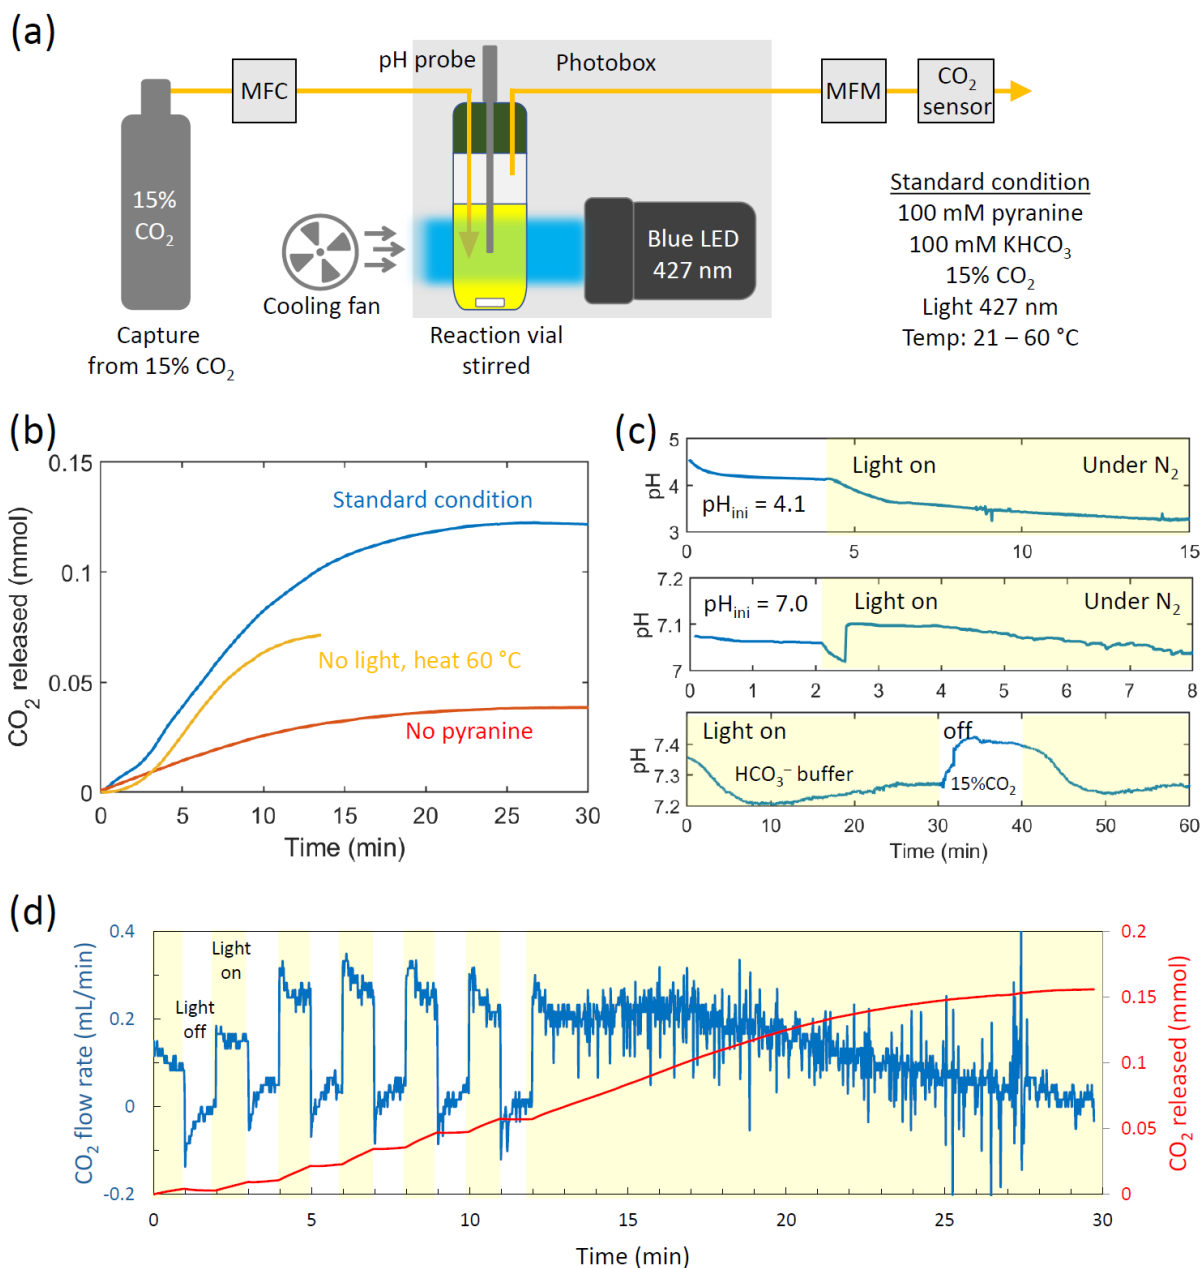 (a)
pH probe
Photobox
MFC
MFM
CO₂
sensor
15%
CO₂
Cooling fan
Blue LED
427 nm
Capture
from 15% CO₂
Reaction vial
stirred
Standard condition
100 mM pyranine
100 mM KHCO₃
15% CO₂
Light 427 nm
Temp: 21 – 60 °C
(b)
CO₂ released (mmol)
0.15
0.1
0.05
0
Standard condition
No light, heat 60 °C
No pyranine
0 5 10 15 20 25 30
Time (min)
(c)
pH
5
4
3
Light on
Under N₂
pHini = 4.1
0 5 10 15
pH
7.2
7.1
7
pHini = 7.0
Light on
Under N₂
0 1 2 3 4 5 6 7 8
pH
7.4
7.3
7.2
Light on
off
HCO₃⁻ buffer
15%CO₂
0 10 20 30 40 50 60
Time (min)
(d)
CO₂ flow rate (mL/min)
0.4
0.2
0
-0.2
Light
off
Light
on
0.2
0.15
0.1
0.05
0
CO₂ released (mmol)
0 5 10 15 20 25 30
Time (min)